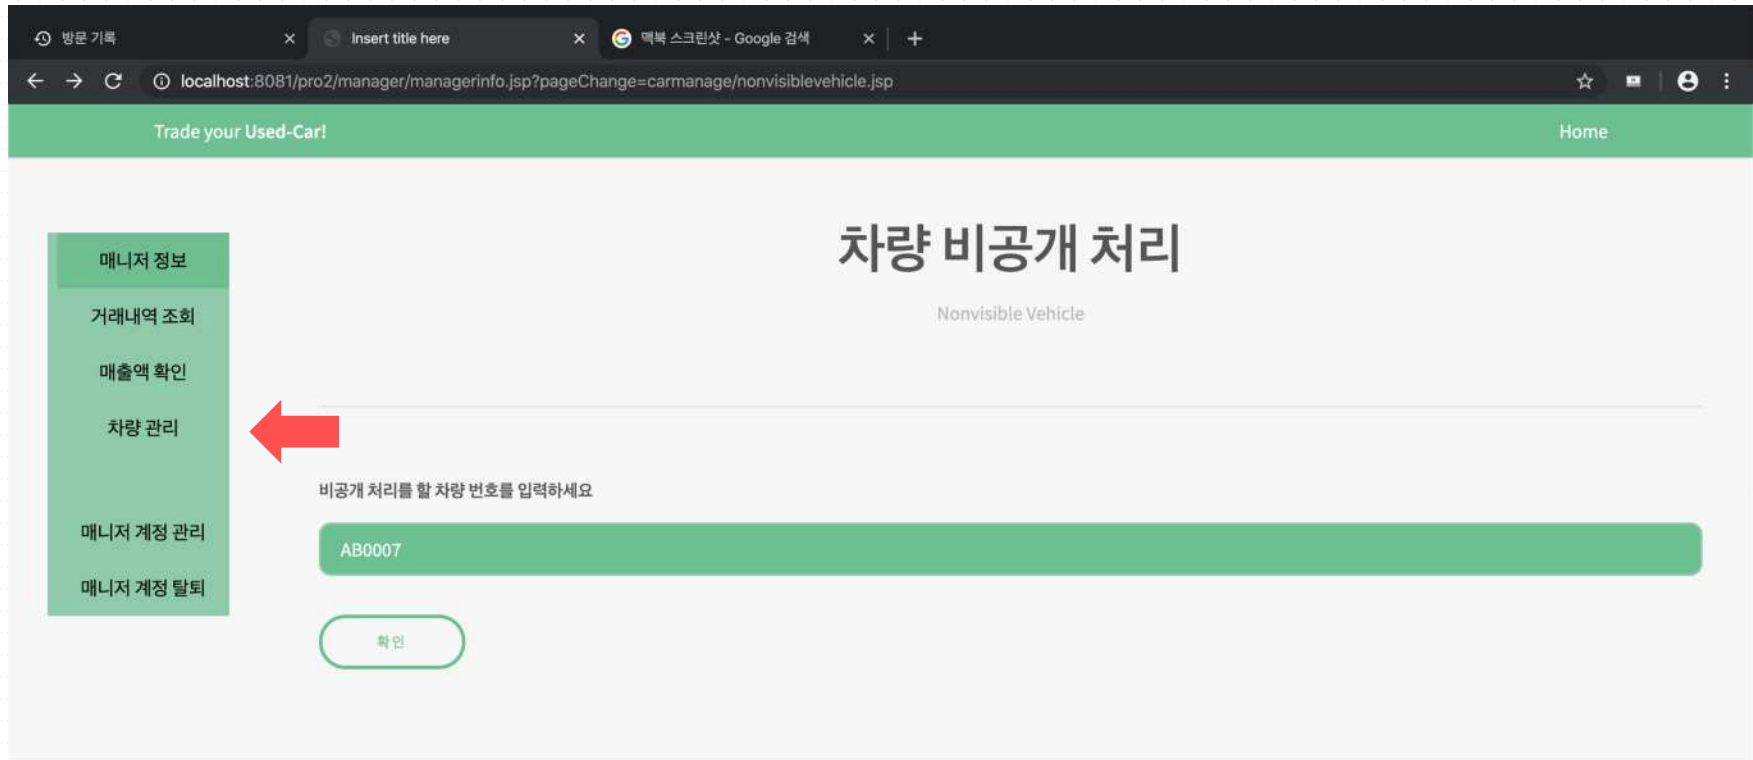 방문 기록
Insert title here
맥북 스크린샷 - Google 검색
localhost:8081/pro2/manager/managerinfo.jsp?pageChange=carmanage/nonvisiblevehicle.jsp
Trade your Used-Car!
Home
매니저 정보
거래내역 조회
매출액 확인
차량 관리
매니저 계정 관리
매니저 계정 탈퇴
차량 비공개 처리
Nonvisible Vehicle
비공개 처리를 할 차량 번호를 입력하세요
AB0007
확인